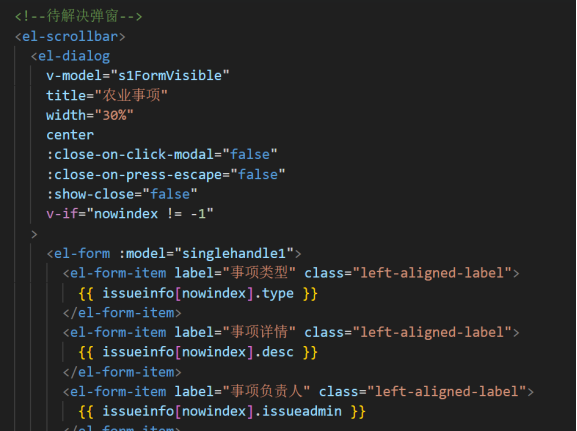 <!--待解决弹窗-->
<el-scrollbar>
<el-dialog
v-model="s1FormVisible"
title="农业事项"
width="30%"
center
:close-on-click-modal="false"
:close-on-press-escape="false"
:show-close="false"
v-if="nowindex != -1"
>
<el-form :model="singlehandle1">
<el-form-item label="事项类型" class="left-aligned-label">
{{ issueinfo[nowindex].type }}
</el-form-item>
<el-form-item label="事项详情" class="left-aligned-label">
{{ issueinfo[nowindex].desc }}
</el-form-item>
<el-form-item label="事项负责人" class="left-aligned-label">
{{ issueinfo[nowindex].issueadmin }}
</el-form-item>